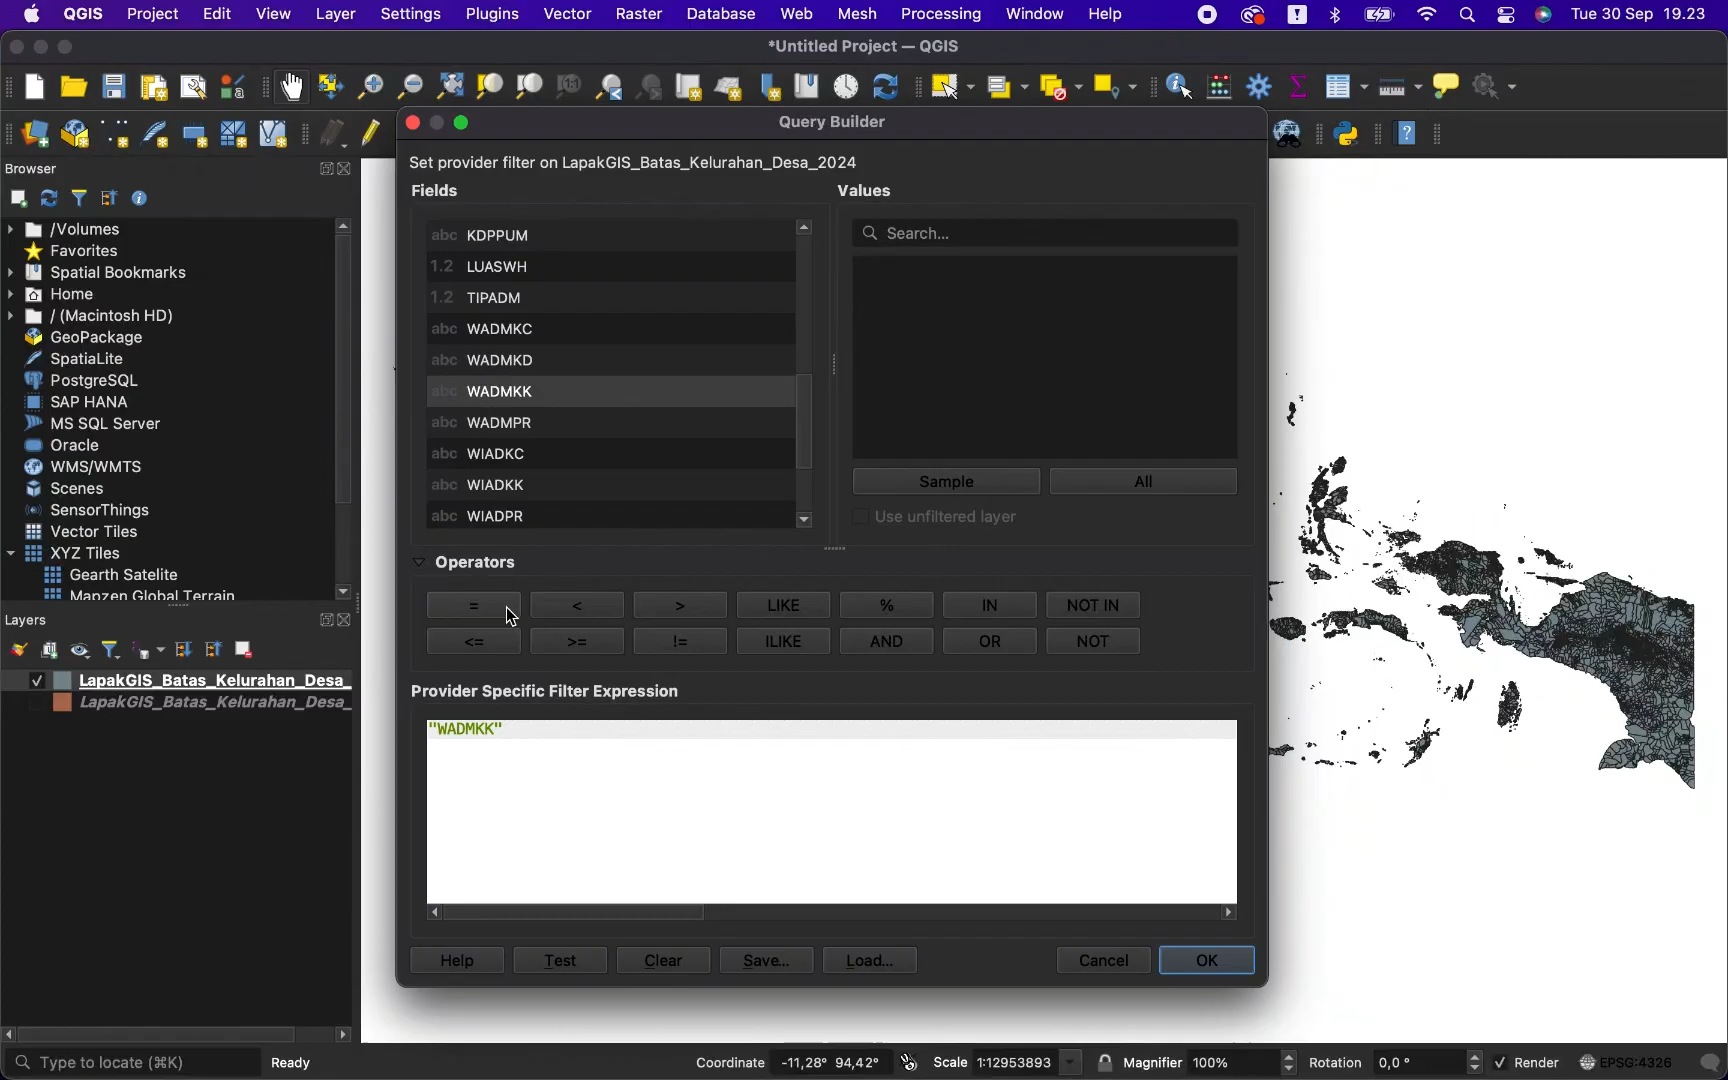 QGIS Project Edit View Layer Settings Plugins Vector Raster Database Web Mesh Processing Window Help Tue 30 Sep 19.23
*Untitled Project — QGIS
Query Builder
Set provider filter on LapakGIS_Batas_Kelurahan_Desa_2024
Fields
Values
abc KDPPUM
1.2 LUASWH
1.2 TIPADM
abc WADMKC
abc WADMKD
abc WADMKK
abc WADMPR
abc WIADKC
abc WIADKK
abc WIADPR
Search...
Sample All
Use unfiltered layer
Operators
= < > LIKE % IN NOT IN
<= >= != ILIKE AND OR NOT
Provider Specific Filter Expression
"WADMKK"
Help Test Clear Save... Load... Cancel OK
Browser
/Volumes
Favorites
Spatial Bookmarks
Home
/ (Macintosh HD)
GeoPackage
SpatiaLite
PostgreSQL
SAP HANA
MS SQL Server
Oracle
WMS/WMTS
Scenes
SensorThings
Vector Tiles
XYZ Tiles
Gearth Satelite
Mapzen Global Terrain
Layers
LapakGIS_Batas_Kelurahan_Desa_
LapakGIS_Batas_Kelurahan_Desa_
Type to locate (⌘K) Ready Coordinate -11,28° 94,42° Scale 1:12953893 Magnifier 100% Rotation 0,0 ° Render EPSG:4326